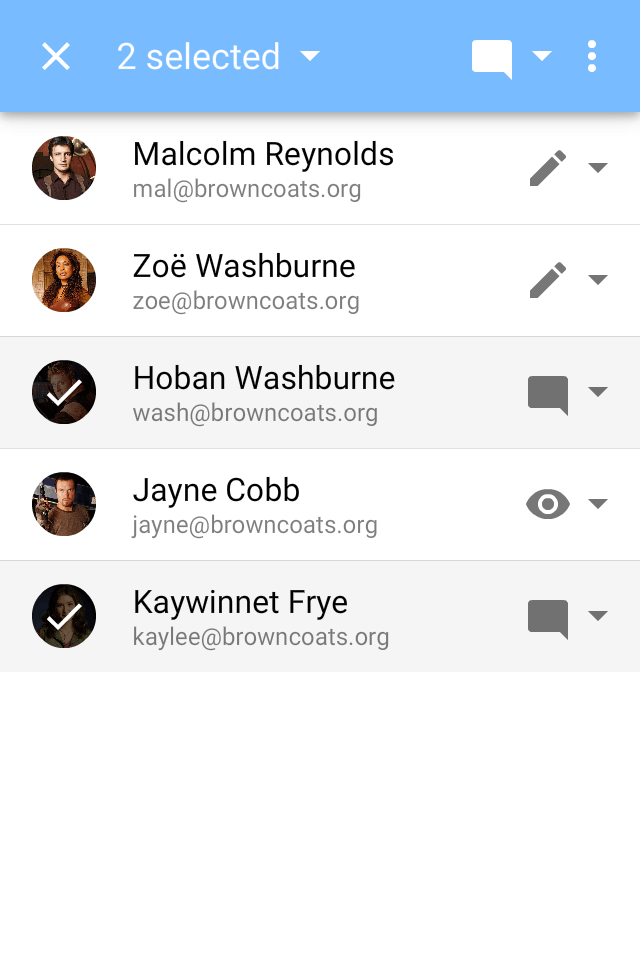 2 selected
Malcolm Reynolds
mal@browncoats.org
Zoë Washburne
zoe@browncoats.org
Hoban Washburne
wash@browncoats.org
Jayne Cobb
jayne@browncoats.org
Kaywinnet Frye
kaylee@browncoats.org